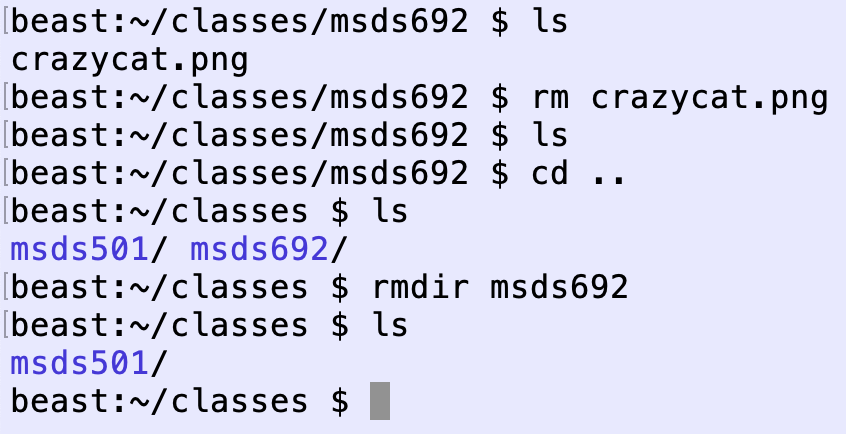 [beast:~/classes/msds692 $ ls
crazycat.png
[beast:~/classes/msds692 $ rm crazycat.png
[beast:~/classes/msds692 $ ls
[beast:~/classes/msds692 $ cd ..
[beast:~/classes $ ls
msds501/ msds692/
[beast:~/classes $ rmdir msds692
[beast:~/classes $ ls
msds501/
beast:~/classes $